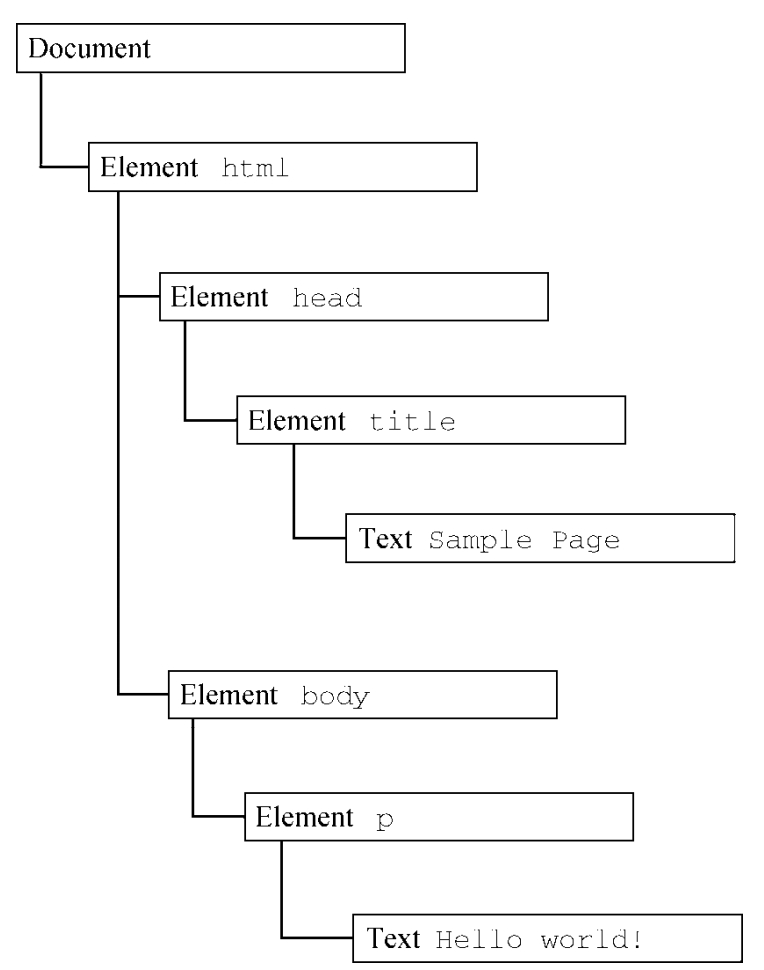 Document
Element html
Element head
Element title
Text Sample Page
Element body
Element p
Text Hello world!